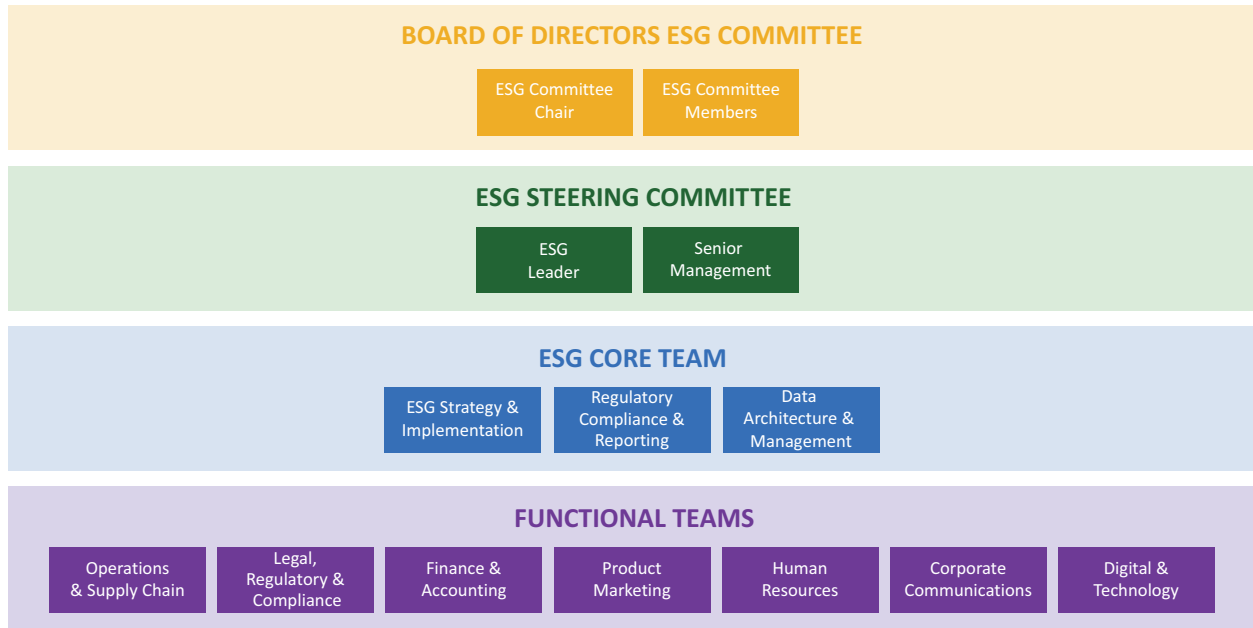 BOARD OF DIRECTORS ESG COMMITTEE
ESG Committee
Chair
ESG Committee
Members
ESG STEERING COMMITTEE
ESG
Leader
Senior
Management
ESG CORE TEAM
ESG Strategy &
Implementation
Regulatory
Compliance &
Reporting
Data
Architecture &
Management
FUNCTIONAL TEAMS
Operations
& Supply Chain
Legal,
Regulatory &
Compliance
Finance &
Accounting
Product
Marketing
Human
Resources
Corporate
Communications
Digital &
Technology